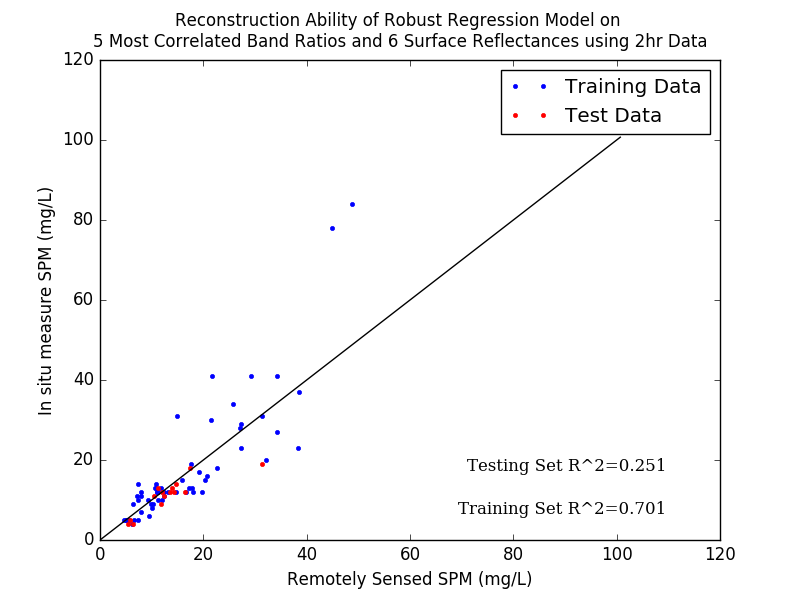 Reconstruction Ability of Robust Regression Model on
5 Most Correlated Band Ratios and 6 Surface Reflectances using 2hr Data
120
100
80
60
40
20
0
In situ measure SPM (mg/L)
Training Data
Test Data
Testing Set R^2=0.251
Training Set R^2=0.701
0 20 40 60 80 100 120
Remotely Sensed SPM (mg/L)